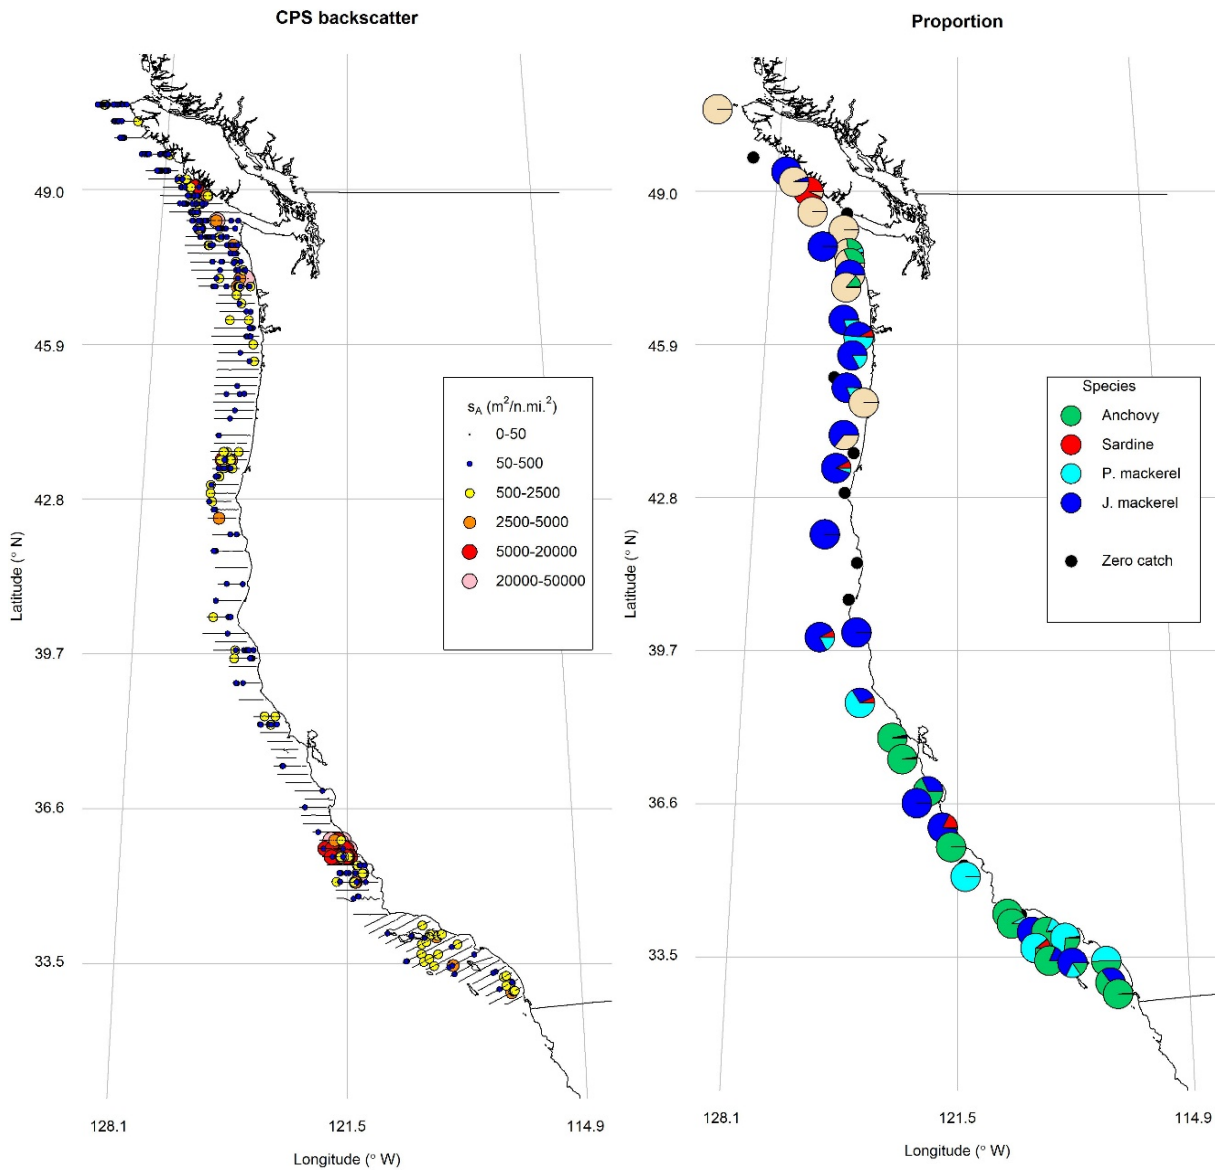 CPS backscatter
49.0
45.9
42.8
39.7
36.6
33.5
Latitude (° N)
128.1
121.5
114.9
Longitude (° W)
s_A (m²/n.mi.²)
0-50
50-500
500-2500
2500-5000
5000-20000
20000-50000
Proportion
49.0
45.9
42.8
39.7
36.6
33.5
Latitude (° N)
128.1
121.5
114.9
Longitude (° W)
Species
Anchovy
Sardine
P. mackerel
J. mackerel
Zero catch